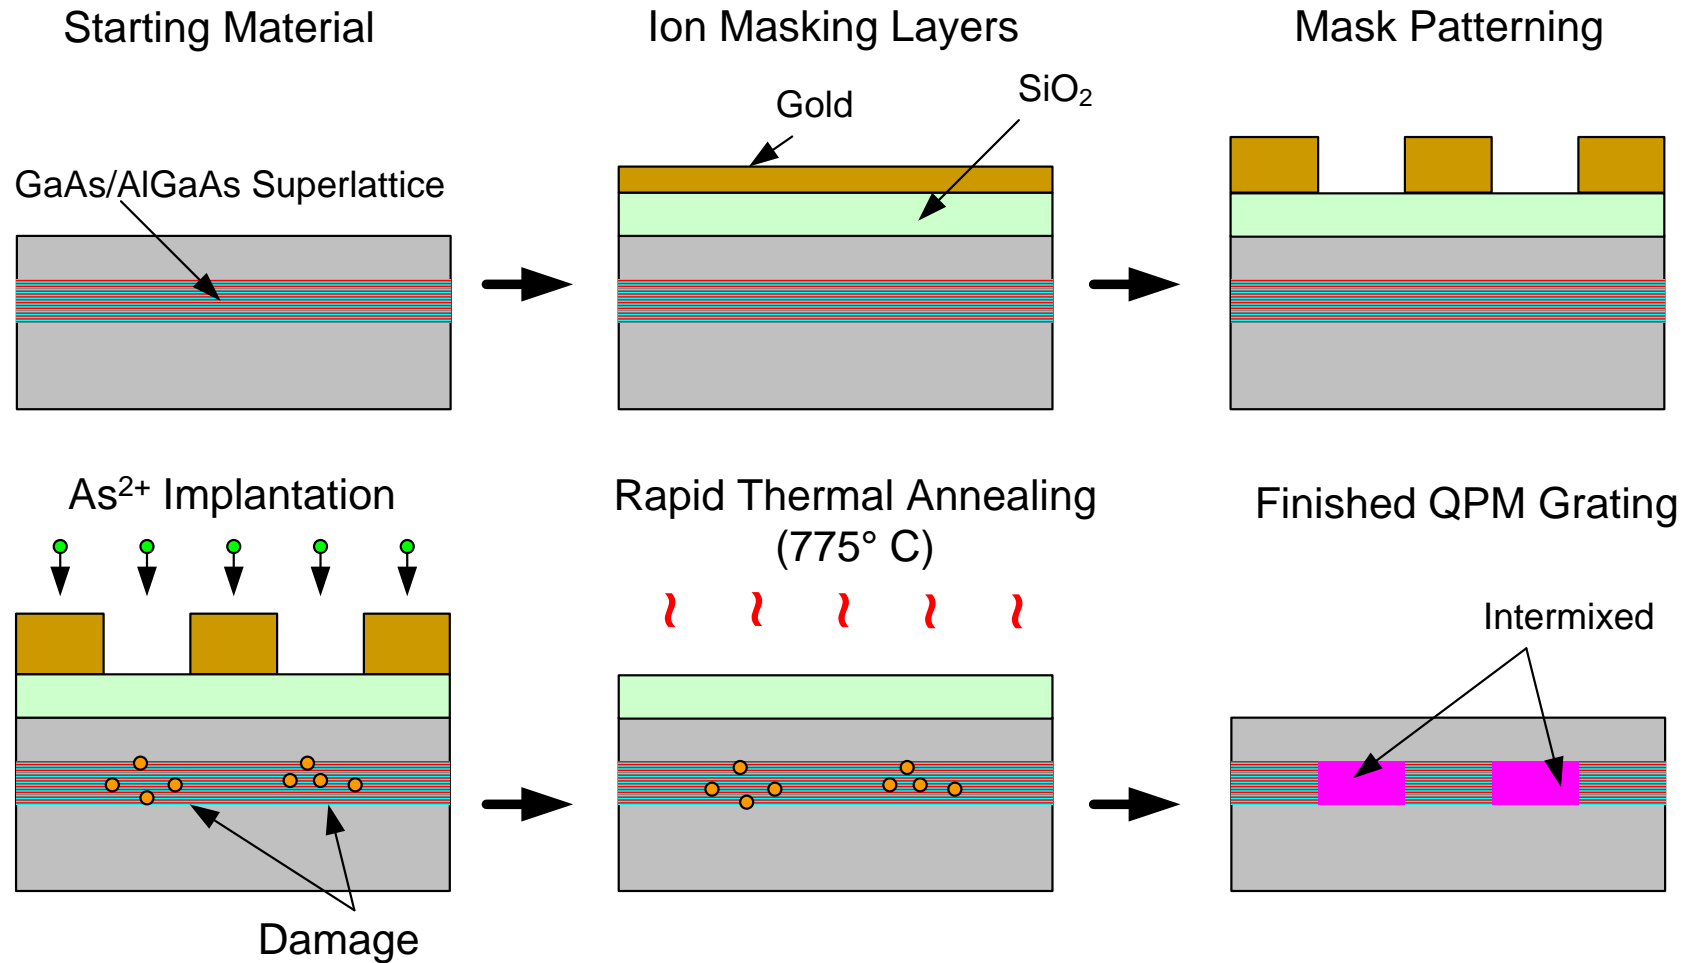 Starting Material
Ion Masking Layers
Mask Patterning
Gold
SiO₂
GaAs/AlGaAs Superlattice
As²⁺ Implantation
Rapid Thermal Annealing
(775° C)
Finished QPM Grating
Intermixed
Damage